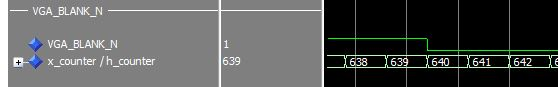 VGA_BLANK_N
VGA_BLANK_N 1
x_counter / h_counter 639 638 639 640 641 642